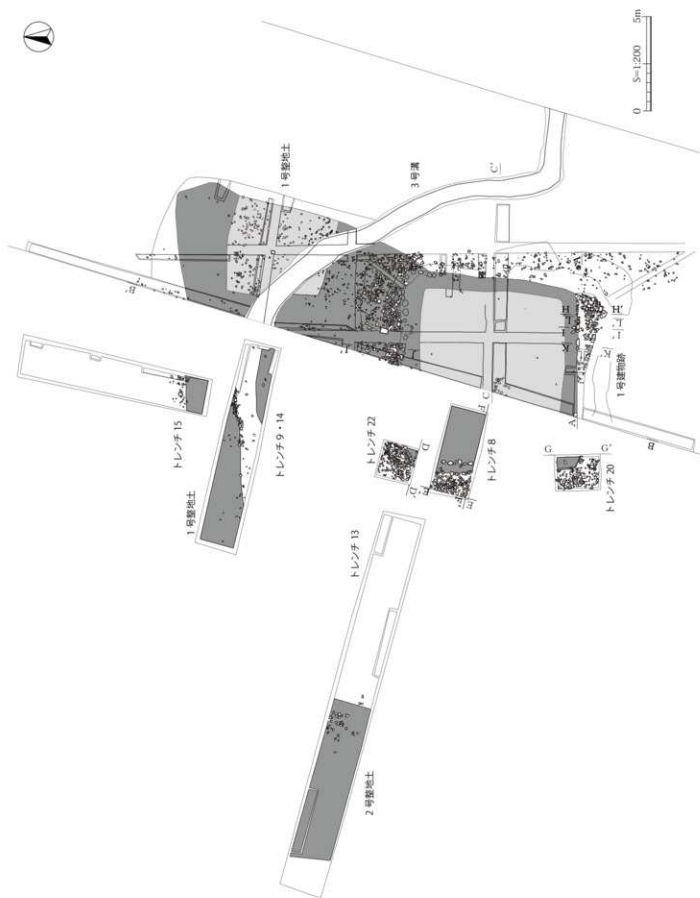 0 S=1:200 5m
1号整地土
3号溝
C'
B'
トレンチ 15
トレンチ 9・14
1号整地土
トレンチ 22
D
D'
C
F
トレンチ 8
F'
E'
E
H
L
I
K
H'
L'
I'
K'
J'
J
1号建物跡
A
B
G
G'
トレンチ 20
トレンチ 13
2号整地土